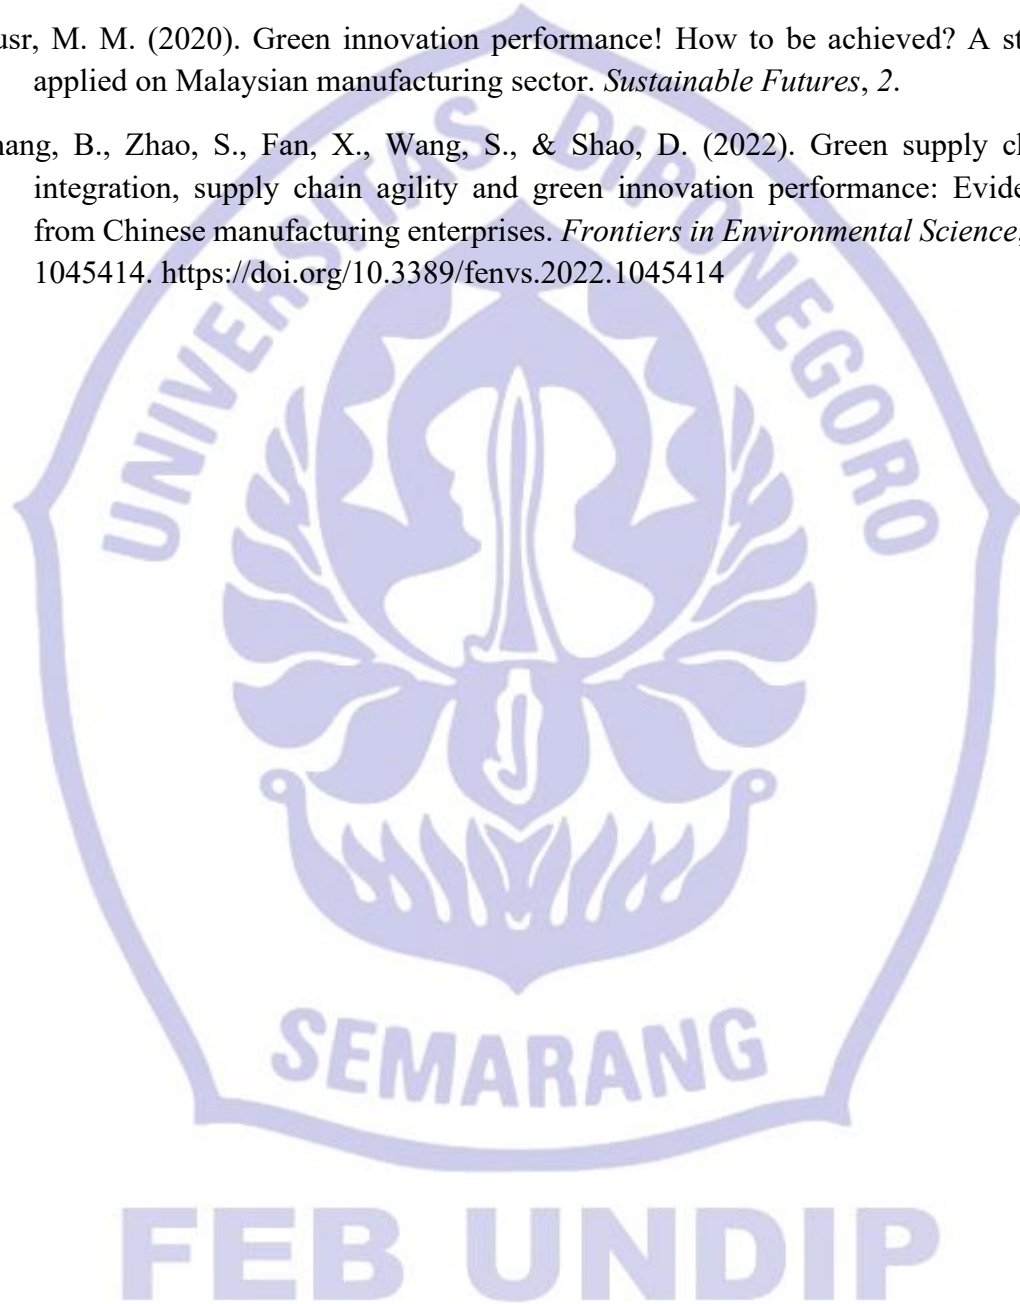 usr, M. M. (2020). Green innovation performance! How to be achieved? A st
applied on Malaysian manufacturing sector. Sustainable Futures, 2.
hang, B., Zhao, S., Fan, X., Wang, S., & Shao, D. (2022). Green supply ch
integration, supply chain agility and green innovation performance: Evide
from Chinese manufacturing enterprises. Frontiers in Environmental Science,
1045414. https://doi.org/10.3389/fenvs.2022.1045414
UNIVERSITAS DIPONEGORO
SEMARANG
FEB UNDIP